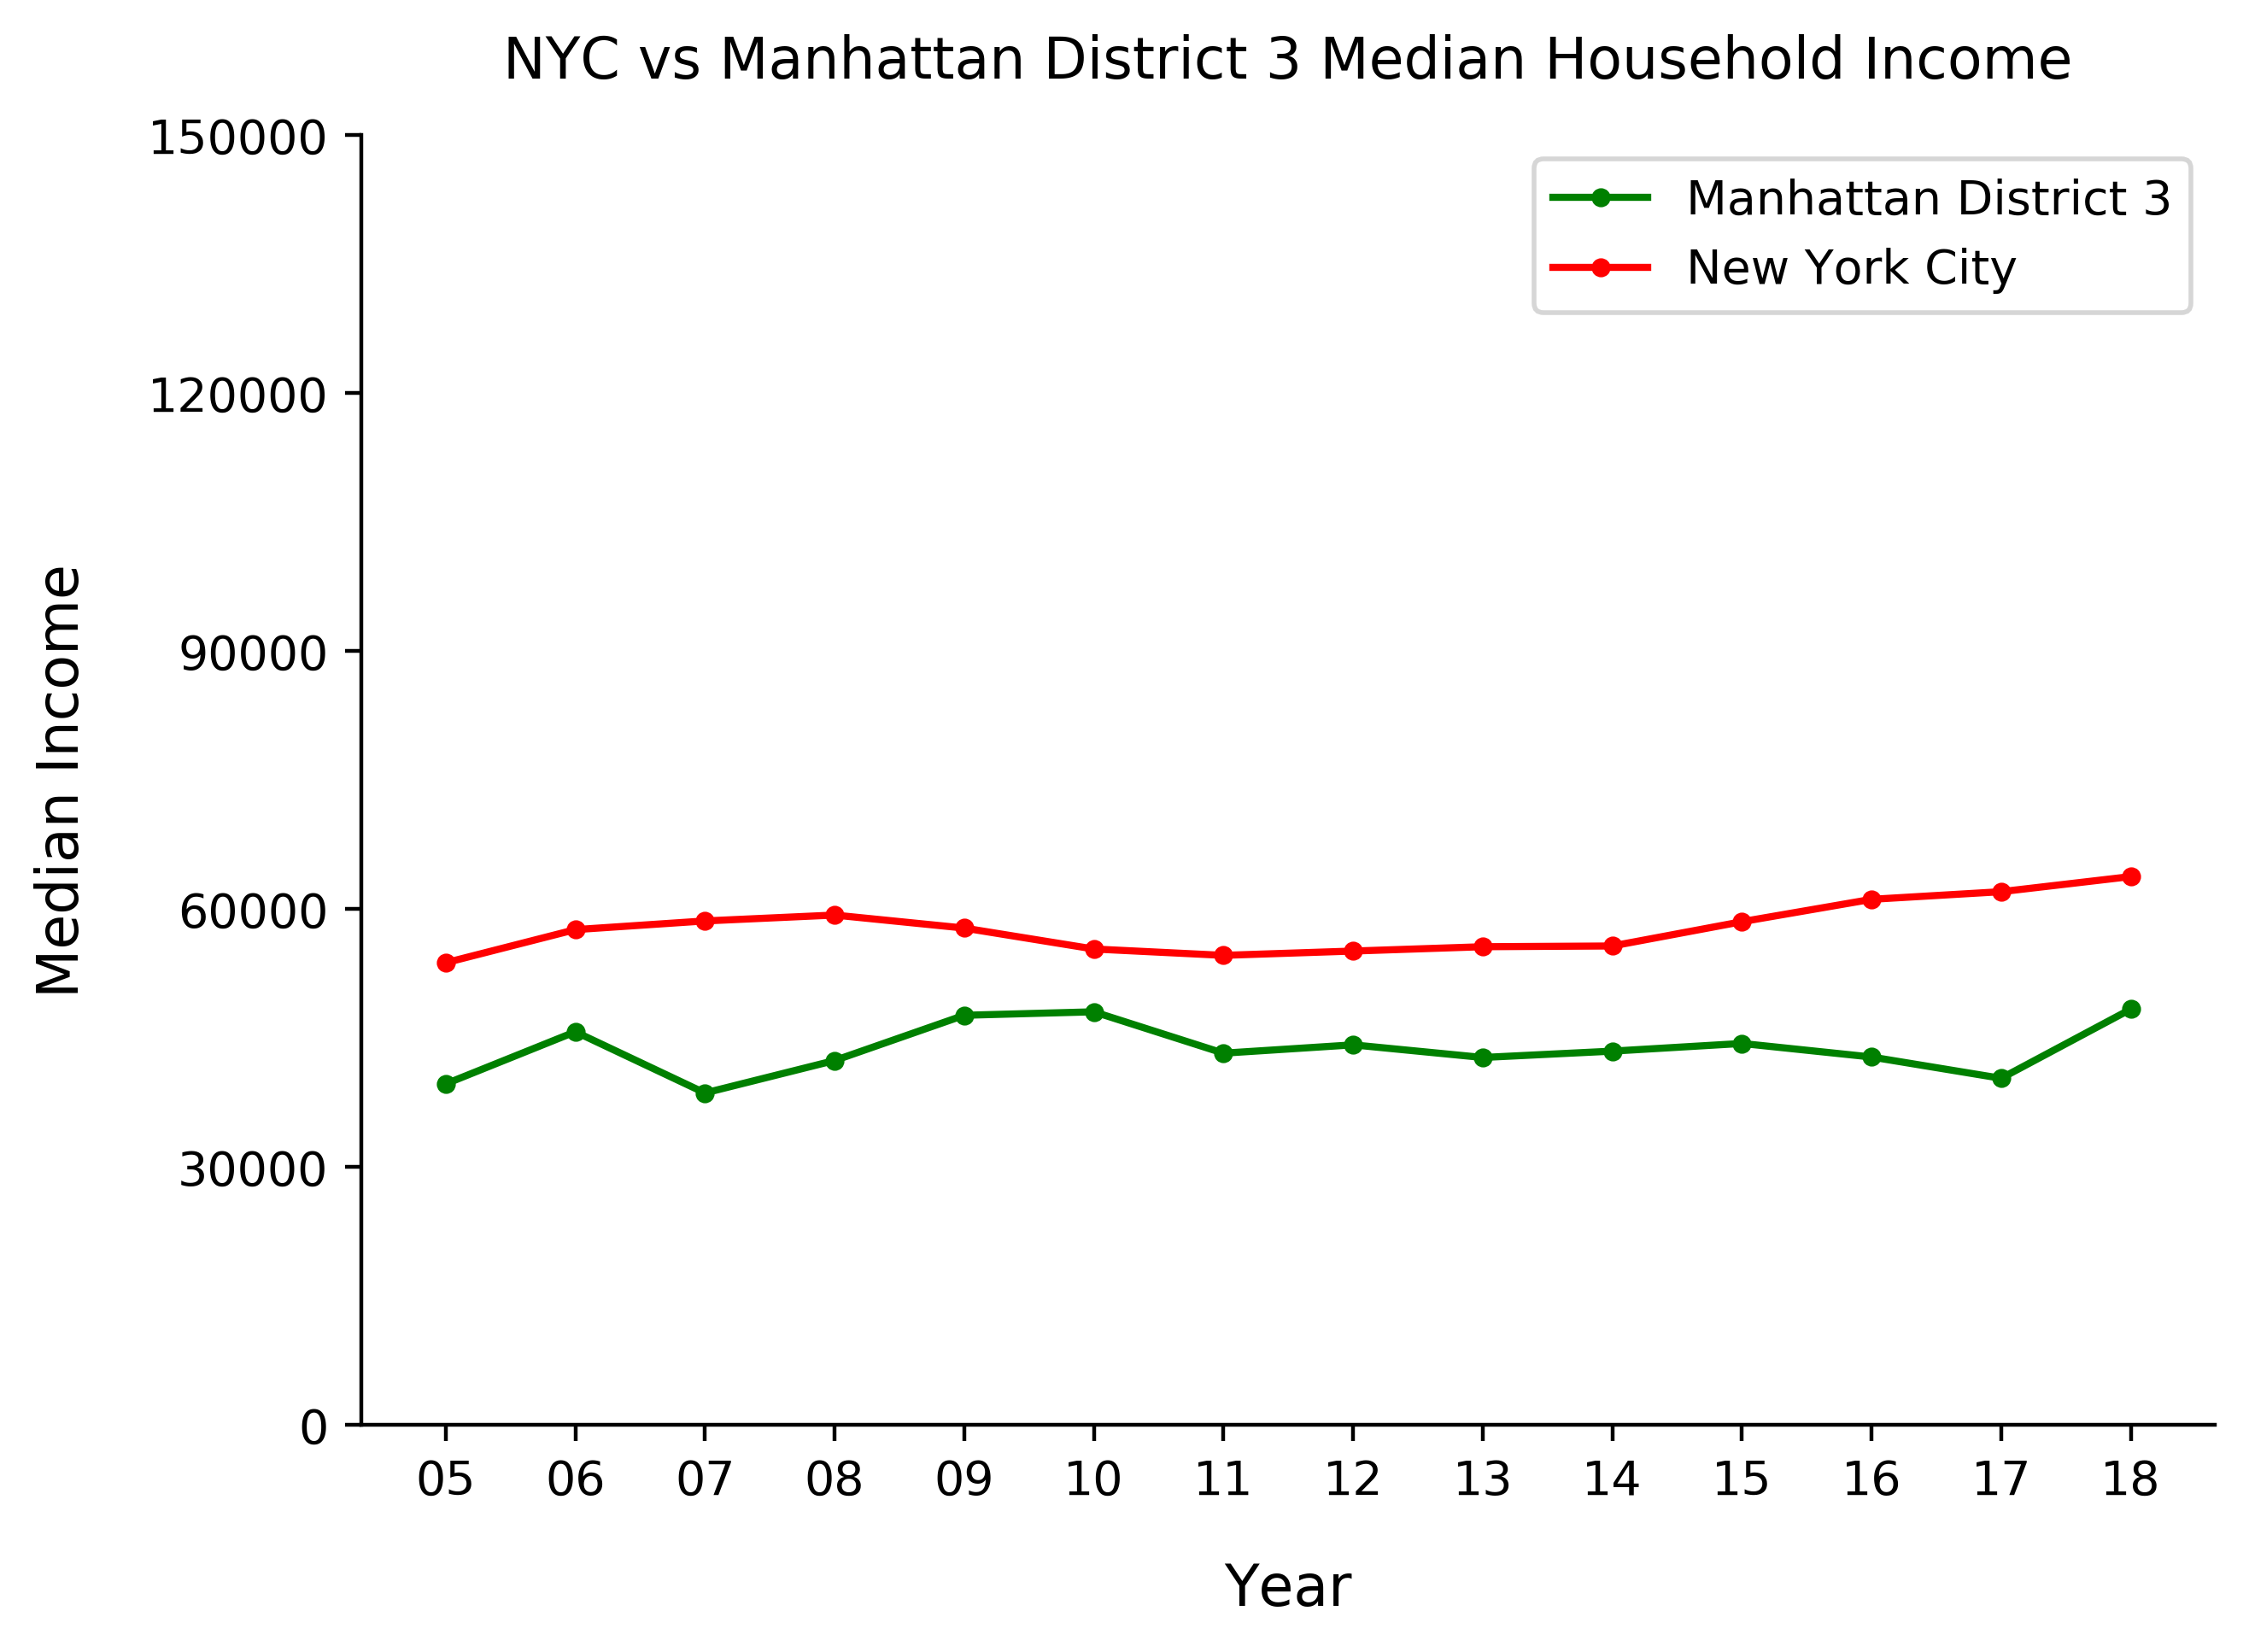 NYC vs Manhattan District 3 Median Household Income
150000
120000
90000
60000
30000
0
Median Income
Manhattan District 3
New York City
05 06 07 08 09 10 11 12 13 14 15 16 17 18
Year